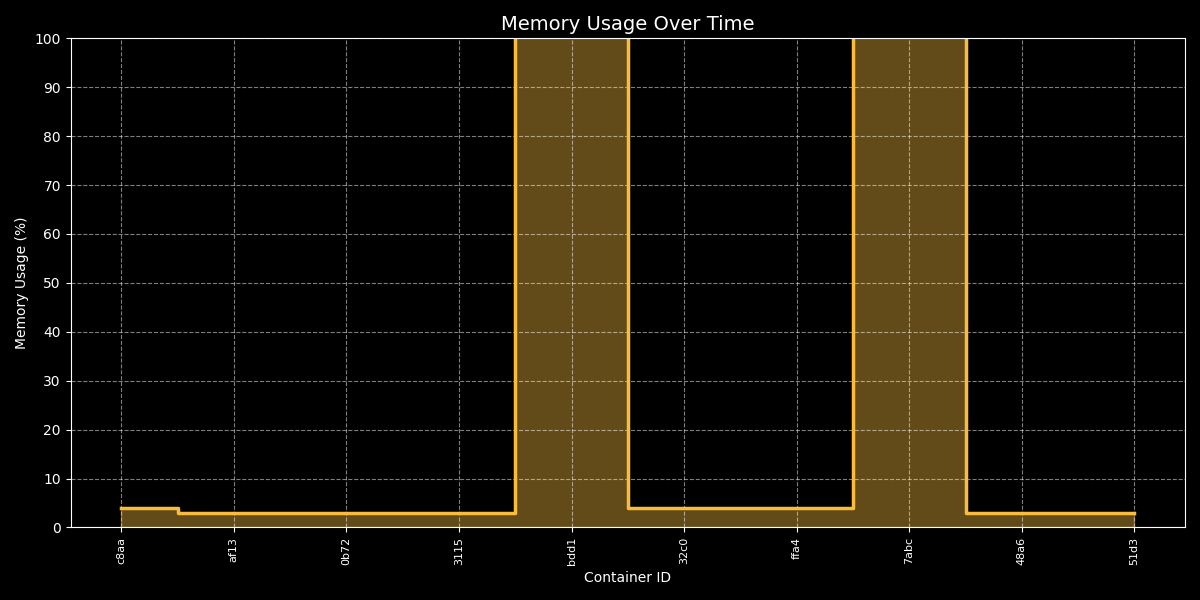 Memory Usage Over Time
Memory Usage (%)
100
90
80
70
60
50
40
30
20
10
0
c8aa
af13
0b72
3115
bdd1
32c0
ffa4
7abc
48a6
51d3
Container ID